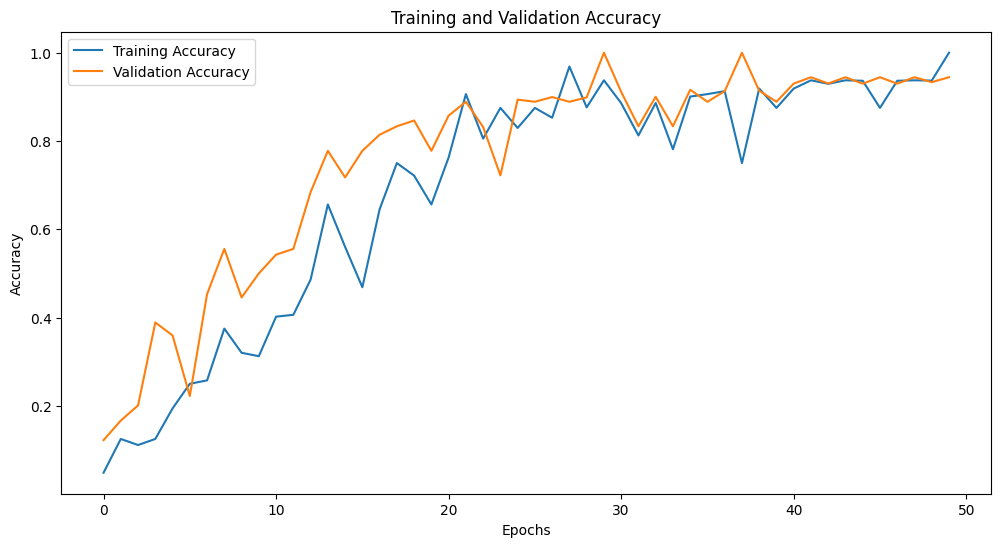 Training and Validation Accuracy
Training Accuracy
Validation Accuracy
1.0
0.8
0.6
0.4
0.2
Accuracy
0 10 20 30 40 50
Epochs